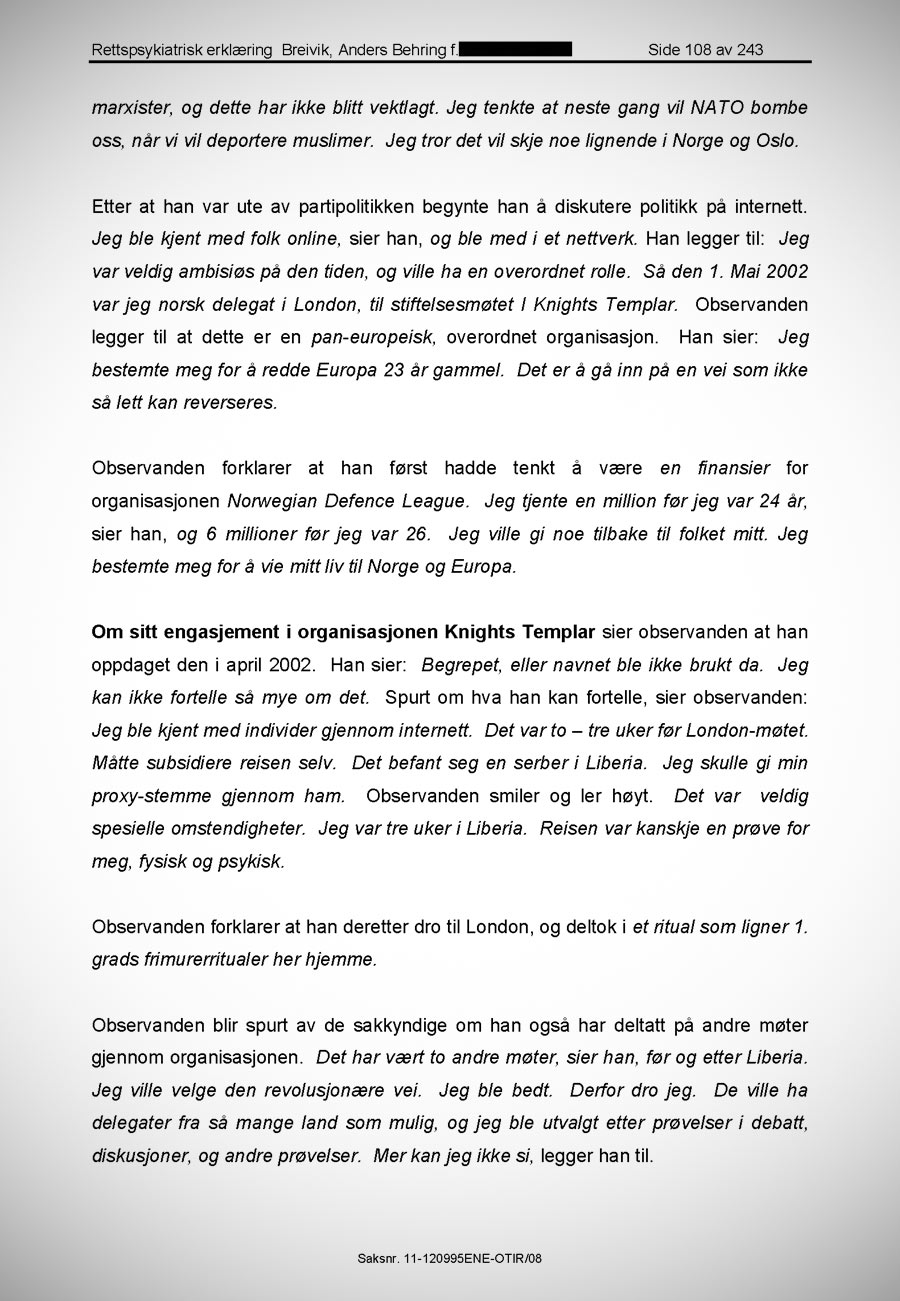 Rettspsykiatrisk erklæring Breivik, Anders Behring f. Side 108 av 243
marxister, og dette har ikke blitt vektlagt. Jeg tenkte at neste gang vil NATO bombe
oss, når vi vil deportere muslimer. Jeg tror det vil skje noe lignende i Norge og Oslo.
Etter at han var ute av partipolitikken begynte han å diskutere politikk på internett.
Jeg ble kjent med folk online, sier han, og ble med i et nettverk. Han legger til: Jeg
var veldig ambisiøs på den tiden, og ville ha en overordnet rolle. Så den 1. Mai 2002
var jeg norsk delegat i London, til stiftelsesmøtet I Knights Templar. Observanden
legger til at dette er en pan-europeisk, overordnet organisasjon. Han sier: Jeg
bestemte meg for å redde Europa 23 år gammel. Det er å gå inn på en vei som ikke
så lett kan reverseres.
Observanden forklarer at han først hadde tenkt å være en finansier for
organisasjonen Norwegian Defence League. Jeg tjente en million før jeg var 24 år,
sier han, og 6 millioner før jeg var 26. Jeg ville gi noe tilbake til folket mitt. Jeg
bestemte meg for å vie mitt liv til Norge og Europa.
Om sitt engasjement i organisasjonen Knights Templar sier observanden at han
oppdaget den i april 2002. Han sier: Begrepet, eller navnet ble ikke brukt da. Jeg
kan ikke fortelle så mye om det. Spurt om hva han kan fortelle, sier observanden:
Jeg ble kjent med individer gjennom internett. Det var to – tre uker før London-møtet.
Måtte subsidiere reisen selv. Det befant seg en serber i Liberia. Jeg skulle gi min
proxy-stemme gjennom ham. Observanden smiler og ler høyt. Det var veldig
spesielle omstendigheter. Jeg var tre uker i Liberia. Reisen var kanskje en prøve for
meg, fysisk og psykisk.
Observanden forklarer at han deretter dro til London, og deltok i et ritual som ligner 1.
grads frimurerritualer her hjemme.
Observanden blir spurt av de sakkyndige om han også har deltatt på andre møter
gjennom organisasjonen. Det har vært to andre møter, sier han, før og etter Liberia.
Jeg ville velge den revolusjonære vei. Jeg ble bedt. Derfor dro jeg. De ville ha
delegater fra så mange land som mulig, og jeg ble utvalgt etter prøvelser i debatt,
diskusjoner, og andre prøvelser. Mer kan jeg ikke si, legger han til.
Saksnr. 11-120995ENE-OTIR/08